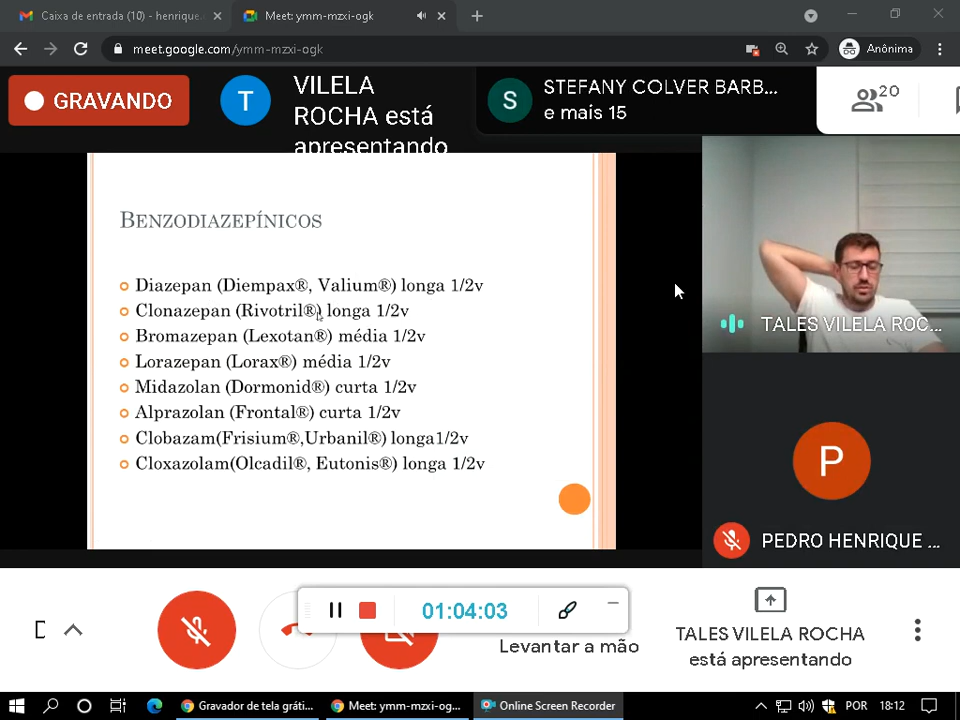 Caixa de entrada (10) - henrique.
Meet: ymm-mzxi-ogk
meet.google.com/ymm-mzxi-ogk
Anônima
GRAVANDO
T
VILELA
ROCHA está
apresentando
S
STEFANY COLVER BARB...
e mais 15
20
BENZODIAZEPÍNICOS
Diazepan (Diempax®, Valium®) longa 1/2v
Clonazepan (Rivotril®) longa 1/2v
Bromazepan (Lexotan®) média 1/2v
Lorazepan (Lorax®) média 1/2v
Midazolan (Dormonid®) curta 1/2v
Alprazolan (Frontal®) curta 1/2v
Clobazam(Frisium®,Urbanil®) longa1/2v
Cloxazolam(Olcadil®, Eutonis®) longa 1/2v
TALES VILELA ROC...
P
PEDRO HENRIQUE ...
01:04:03
Levantar a mão
TALES VILELA ROCHA
está apresentando
Gravador de tela gráti...
Meet: ymm-mzxi-og...
Online Screen Recorder
POR
18:12